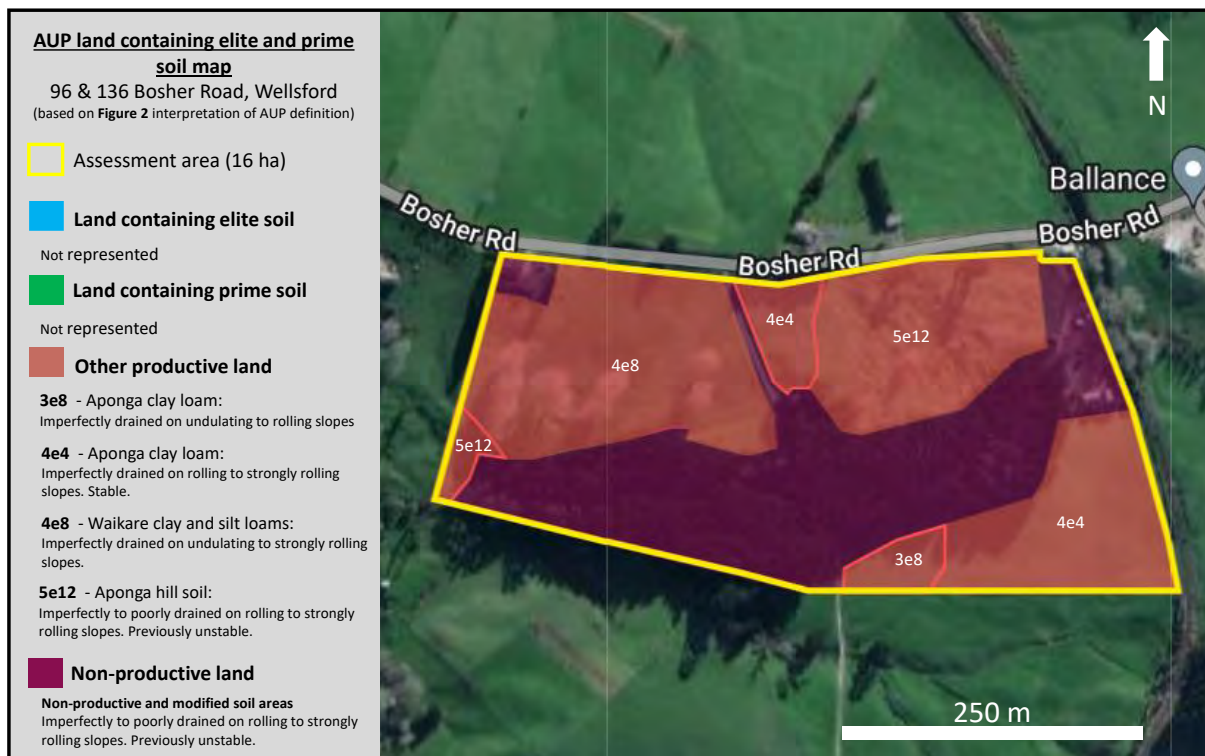 AUP land containing elite and prime
soil map
96 & 136 Bosher Road, Wellsford
(based on Figure 2 interpretation of AUP definition)
Assessment area (16 ha)
Land containing elite soil
Not represented
Land containing prime soil
Not represented
Other productive land
3e8 - Aponga clay loam:
Imperfectly drained on undulating to rolling slopes
4e4 - Aponga clay loam:
Imperfectly drained on rolling to strongly rolling
slopes. Stable.
4e8 - Waikare clay and silt loams:
Imperfectly drained on undulating to strongly rolling
slopes.
5e12 - Aponga hill soil:
Imperfectly to poorly drained on rolling to strongly
rolling slopes. Previously unstable.
Non-productive land
Non-productive and modified soil areas
Imperfectly to poorly drained on rolling to strongly
rolling slopes. Previously unstable.
N
Ballance
Bosher Rd
Bosher Rd
Bosher Rd
4e4
5e12
4e8
5e12
4e4
3e8
250 m